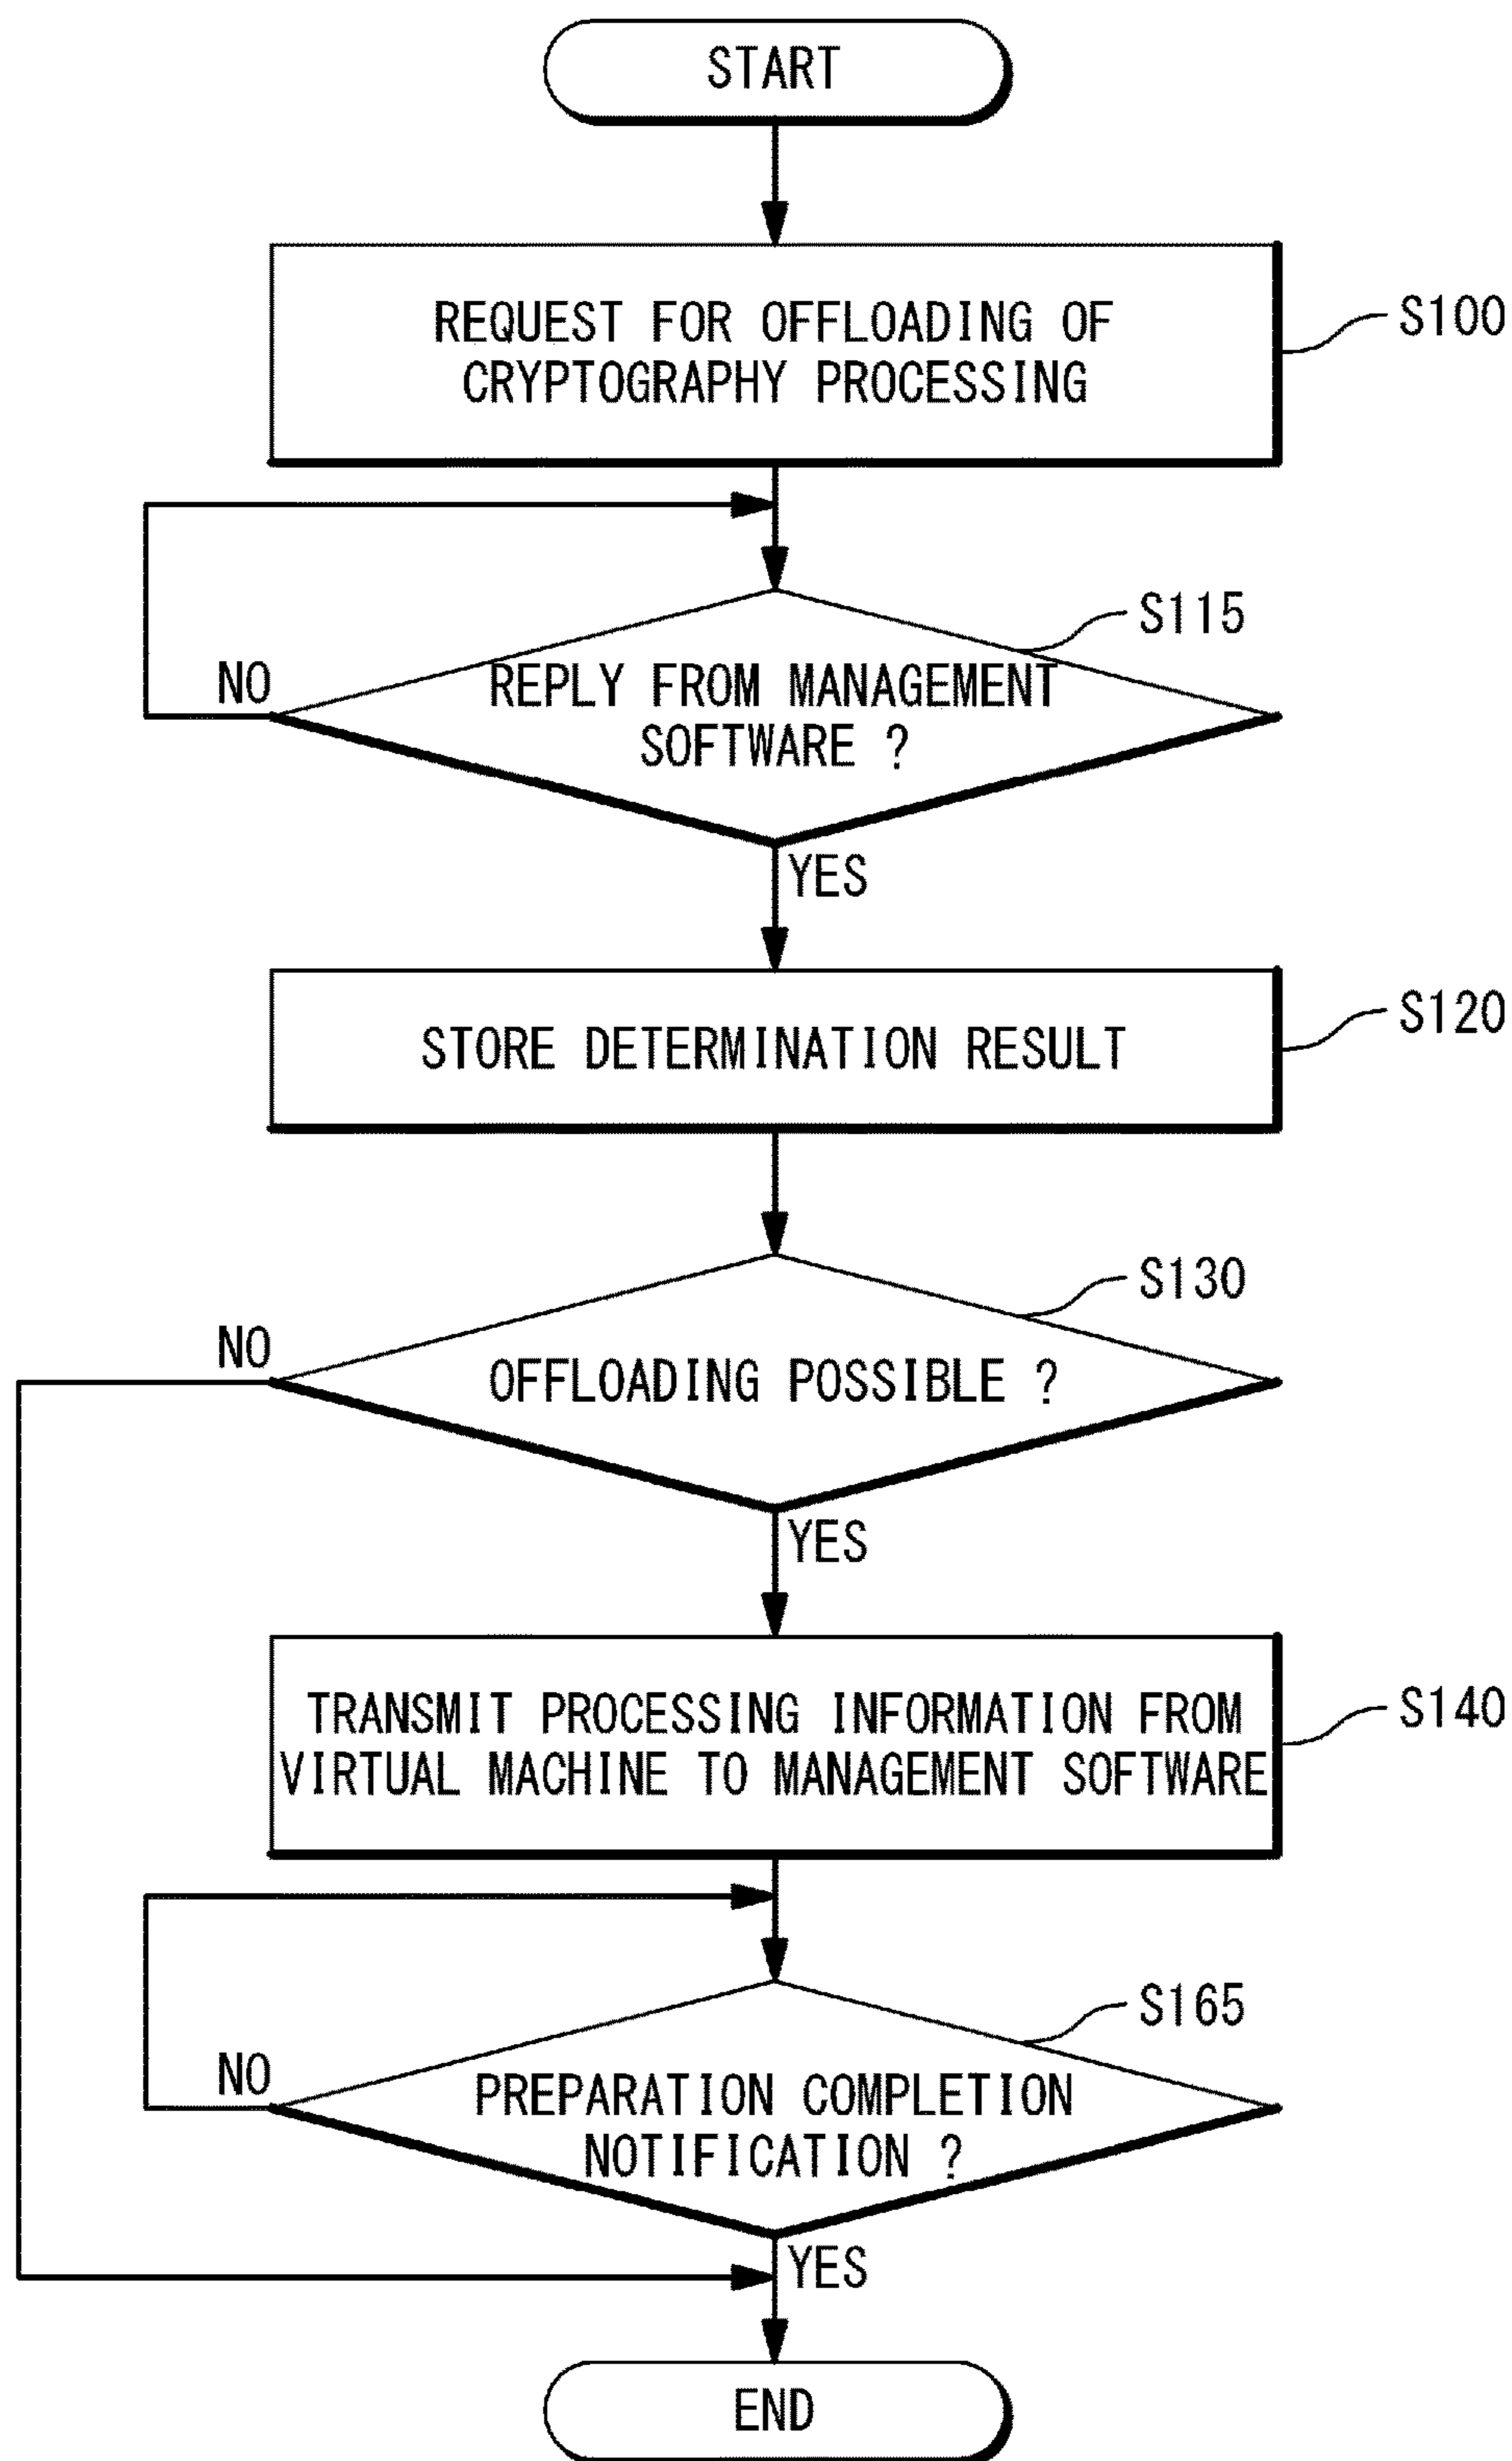 START
REQUEST FOR OFFLOADING OF
CRYPTOGRAPHY PROCESSING
S100
S115
NO
REPLY FROM MANAGEMENT
SOFTWARE ?
YES
STORE DETERMINATION RESULT
S120
S130
NO
OFFLOADING POSSIBLE ?
YES
TRANSMIT PROCESSING INFORMATION FROM
VIRTUAL MACHINE TO MANAGEMENT SOFTWARE
S140
S165
NO
PREPARATION COMPLETION
NOTIFICATION ?
YES
END